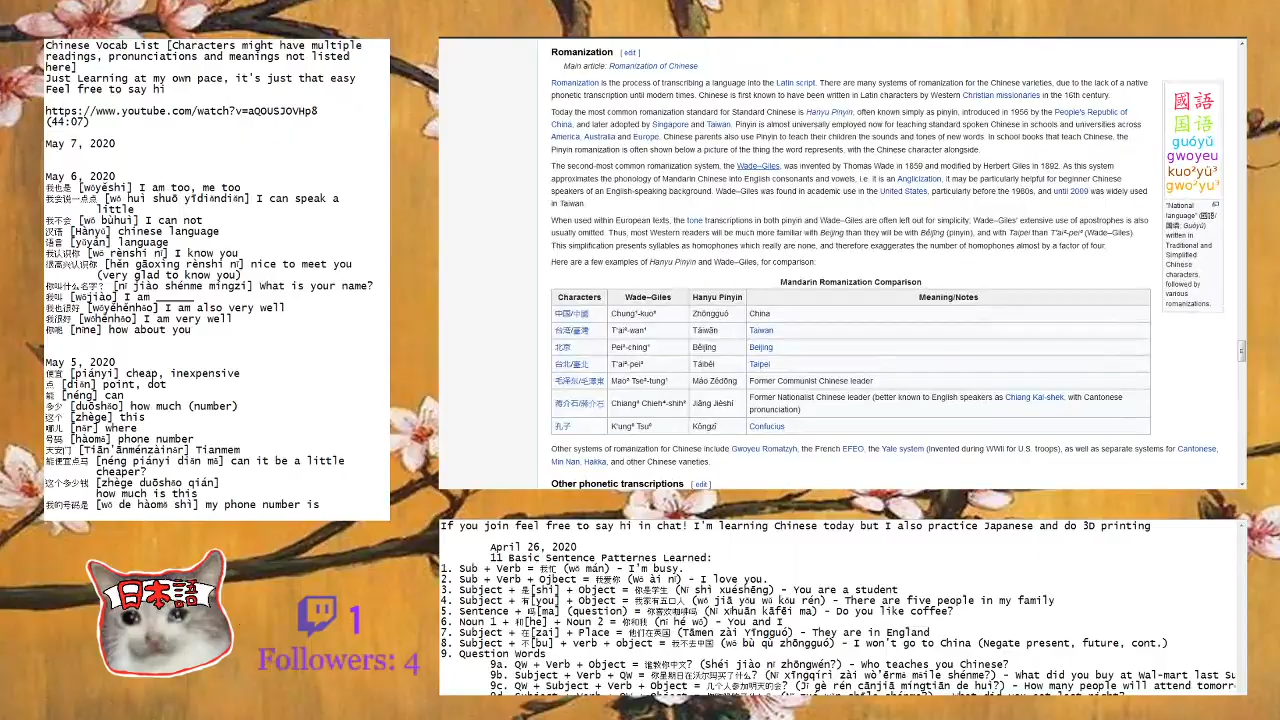 Chinese Vocab List [Characters might have multiple
readings, pronunciations and meanings not listed
here]
Just Learning at my own pace, it's just that easy
Feel free to say hi
https://www.youtube.com/watch?v=aQOUSJOVHp8
(44:07)
May 7, 2020
May 6, 2020
我也是 [wǒyěshì] I am too, me too
我会说一点点 [wǒ huì shuō yīdiǎndiǎn] I can speak a
little
我不会 [wǒ bùhuì] I can not
汉语 [Hànyǔ] chinese language
语言 [yǔyán] language
我认识你 [wǒ rènshi nǐ] I know you
很高兴认识你 [hěn gāoxìng rènshi nǐ] nice to meet you
(very glad to know you)
你叫什么名字? [nǐ jiào shénme míngzì] What is your name?
我叫 [wǒjiào] I am ______
我也很好 [wǒyěhěnhǎo] I am also very well
我很好 [wǒhěnhǎo] I am very well
你呢 [nǐne] how about you
May 5, 2020
便宜 [piányí] cheap, inexpensive
点 [diǎn] point, dot
能 [néng] can
多少 [duōshǎo] how much (number)
这个 [zhège] this
哪儿 [nǎr] where
号码 [hàomǎ] phone number
天安门 [Tiān'ānménzàinǎr] Tianmem
能便宜点吗 [néng piányí diǎn mā] can it be a little
cheaper?
这个多少钱 [zhège duōshǎo qián]
how much is this
我的号码是 [wǒ de hàomǎ shì] my phone number is
Romanization [edit]
Main article: Romanization of Chinese
Romanization is the process of transcribing a language into the Latin script. There are many systems of romanization for the Chinese varieties, due to the lack of a native
phonetic transcription until modern times. Chinese is first known to have been written in Latin characters by Western Christian missionaries in the 16th century.
Today the most common romanization standard for Standard Chinese is Hanyu Pinyin, often known simply as pinyin, introduced in 1956 by the People's Republic of
China, and later adopted by Singapore and Taiwan. Pinyin is almost universally employed now for teaching standard spoken Chinese in schools and universities across
America, Australia and Europe. Chinese parents also use Pinyin to teach their children the sounds and tones of new words. In school books that teach Chinese, the
Pinyin romanization is often shown below a picture of the thing the word represents, with the Chinese character alongside.
The second-most common romanization system, the Wade–Giles, was invented by Thomas Wade in 1859 and modified by Herbert Giles in 1892. As this system
approximates the phonology of Mandarin Chinese into English consonants and vowels, i.e. it is an Anglicization, it may be particularly helpful for beginner Chinese
speakers of an English-speaking background. Wade–Giles was found in academic use in the United States, particularly before the 1980s, and until 2009 was widely used
in Taiwan.
When used within European texts, the tone transcriptions in both pinyin and Wade–Giles are often left out for simplicity; Wade–Giles' extensive use of apostrophes is also
usually omitted. Thus, most Western readers will be much more familiar with Beijing than they will be with Běijīng (pinyin), and with Taipei than T'ai²-pei³ (Wade–Giles).
This simplification presents syllables as homophones which really are none, and therefore exaggerates the number of homophones almost by a factor of four.
Here are a few examples of Hanyu Pinyin and Wade–Giles, for comparison:
Mandarin Romanization Comparison
Characters Wade–Giles Hanyu Pinyin Meaning/Notes
中国/中國 Chung¹-kuo² Zhōngguó China
台湾/臺灣 T'ai²-wan¹ Táiwān Taiwan
北京 Pei³-ching¹ Běijīng Beijing
台北/臺北 T'ai²-pei³ Táiběi Taipei
毛泽东/毛澤東 Mao² Tse²-tung¹ Máo Zédōng Former Communist Chinese leader
蒋介石/蔣介石 Chiang³ Chieh⁴-shih² Jiǎng Jièshí Former Nationalist Chinese leader (better known to English speakers as Chiang Kai-shek, with Cantonese
pronunciation)
孔子 K'ung³ Tsu³ Kǒngzǐ Confucius
Other systems of romanization for Chinese include Gwoyeu Romatzyh, the French EFEO, the Yale system (invented during WWII for U.S. troops), as well as separate systems for Cantonese,
Min Nan, Hakka, and other Chinese varieties.
Other phonetic transcriptions [edit]
國語
国语
guóyǔ
gwoyeu
kuo²yü³
gwo²yu³
"National
language" (國語/
国语; Guóyǔ)
written in
Traditional and
Simplified
Chinese
characters,
followed by
various
romanizations.
If you join feel free to say hi in chat! I'm learning Chinese today but I also practice Japanese and do 3D printing
April 26, 2020
11 Basic Sentence Patternes Learned:
1. Sub + Verb = 我忙 (wǒ mán) - I'm busy.
2. Sub + Verb + Ojbect = 我爱你 (wǒ ài nǐ) - I love you.
3. Subject + 是[shì] + Object = 你是学生 (Nǐ shì xuéshēng) - You are a student
4. Subject + 有[you] + Object = 我家有五口人 (wǒ jiā yǒu wǔ kǒu rén) - There are five people in my family
5. Sentence + 吗[ma] (question) = 你喜欢咖啡吗 (Nǐ xǐhuān kāfēi ma) - Do you like coffee?
6. Noun 1 + 和[he] + Noun 2 = 你和我 (nǐ hé wǒ) - You and I
7. Subject + 在[zai] + Place = 他们在英国 (Tāmen zài Yīngguó) - They are in England
8. Subject + 不[bu] + verb + object = 我不去中国 (wǒ bù qù zhōngguó) - I won't go to China (Negate present, future, cont.)
9. Question Words
9a. QW + Verb + Object = 谁教你中文? (Shéi jiào nǐ zhōngwén?) - Who teaches you Chinese?
9b. Subject + Verb + QW = 你星期日在沃尔玛买了什么? (Nǐ xīngqírì zài wò'ěrmǎ mǎile shénme?) - What did you buy at Wal-mart last Su
9c. QW + Subject + Verb + Object = 几个人参加明天的会? (Jǐ gè rén cānjiā míngtiān de huì?) - How many people will attend tomorr
日本語
1
Followers: 4